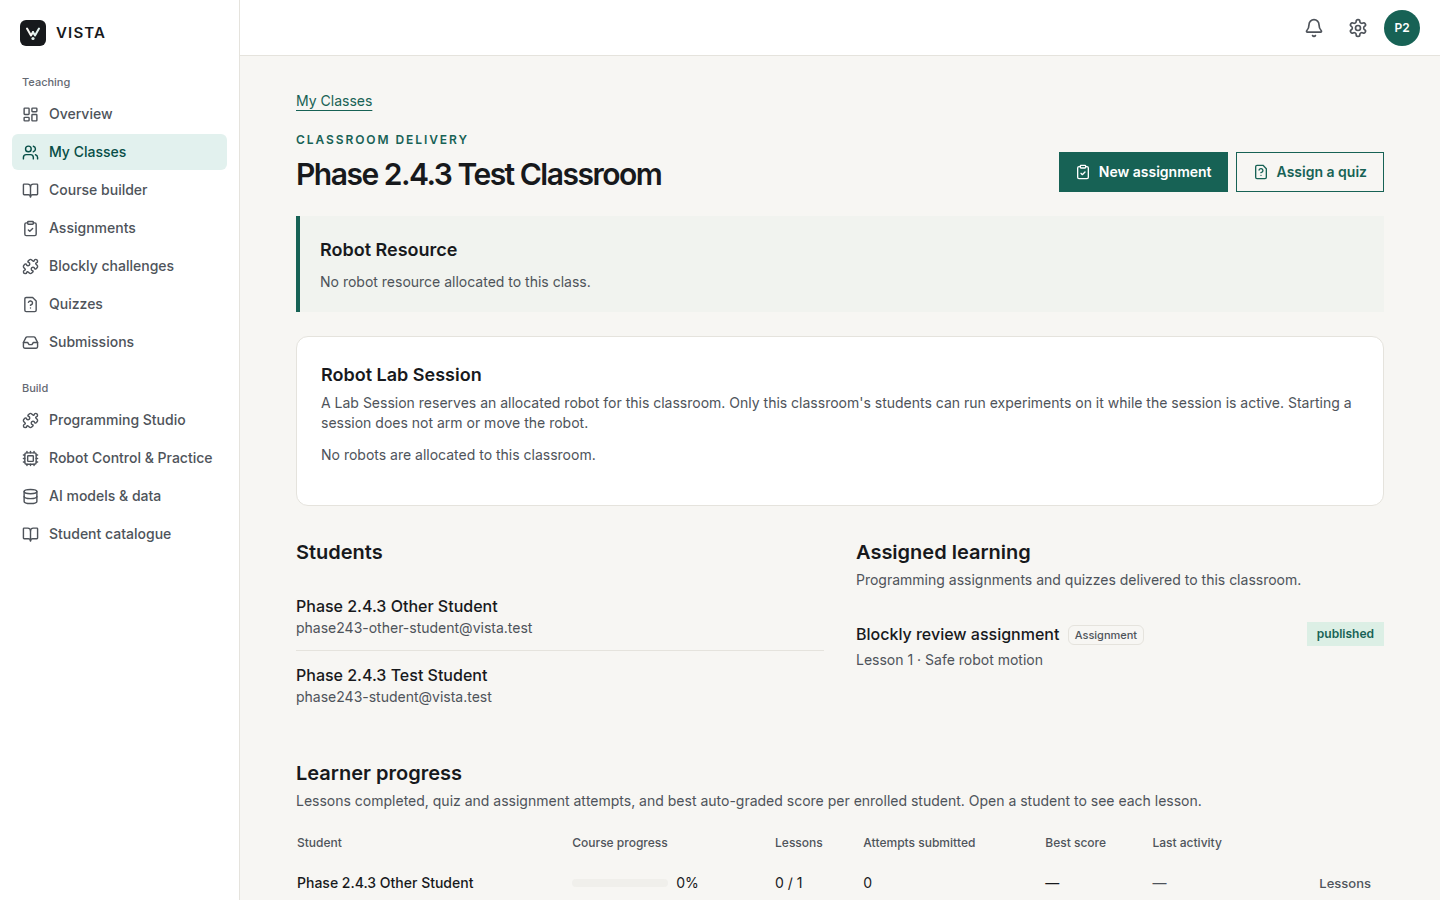 VISTA
Teaching
Overview
My Classes
Course builder
Assignments
Blockly challenges
Quizzes
Submissions
Build
Programming Studio
Robot Control & Practice
AI models & data
Student catalogue
P2
My Classes
CLASSROOM DELIVERY
Phase 2.4.3 Test Classroom
New assignment
Assign a quiz
Robot Resource
No robot resource allocated to this class.
Robot Lab Session
A Lab Session reserves an allocated robot for this classroom. Only this classroom's students can run experiments on it while the session is active. Starting a
session does not arm or move the robot.
No robots are allocated to this classroom.
Students
Phase 2.4.3 Other Student
phase243-other-student@vista.test
Phase 2.4.3 Test Student
phase243-student@vista.test
Assigned learning
Programming assignments and quizzes delivered to this classroom.
Blockly review assignment Assignment published
Lesson 1 · Safe robot motion
Learner progress
Lessons completed, quiz and assignment attempts, and best auto-graded score per enrolled student. Open a student to see each lesson.
Student Course progress Lessons Attempts submitted Best score Last activity
Phase 2.4.3 Other Student 0% 0 / 1 0 — — Lessons